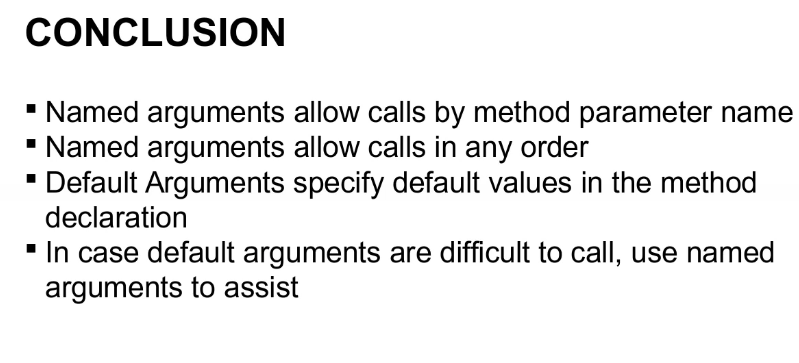 CONCLUSION
▪ Named arguments allow calls by method parameter name
▪ Named arguments allow calls in any order
▪ Default Arguments specify default values in the method
declaration
▪ In case default arguments are difficult to call, use named
arguments to assist